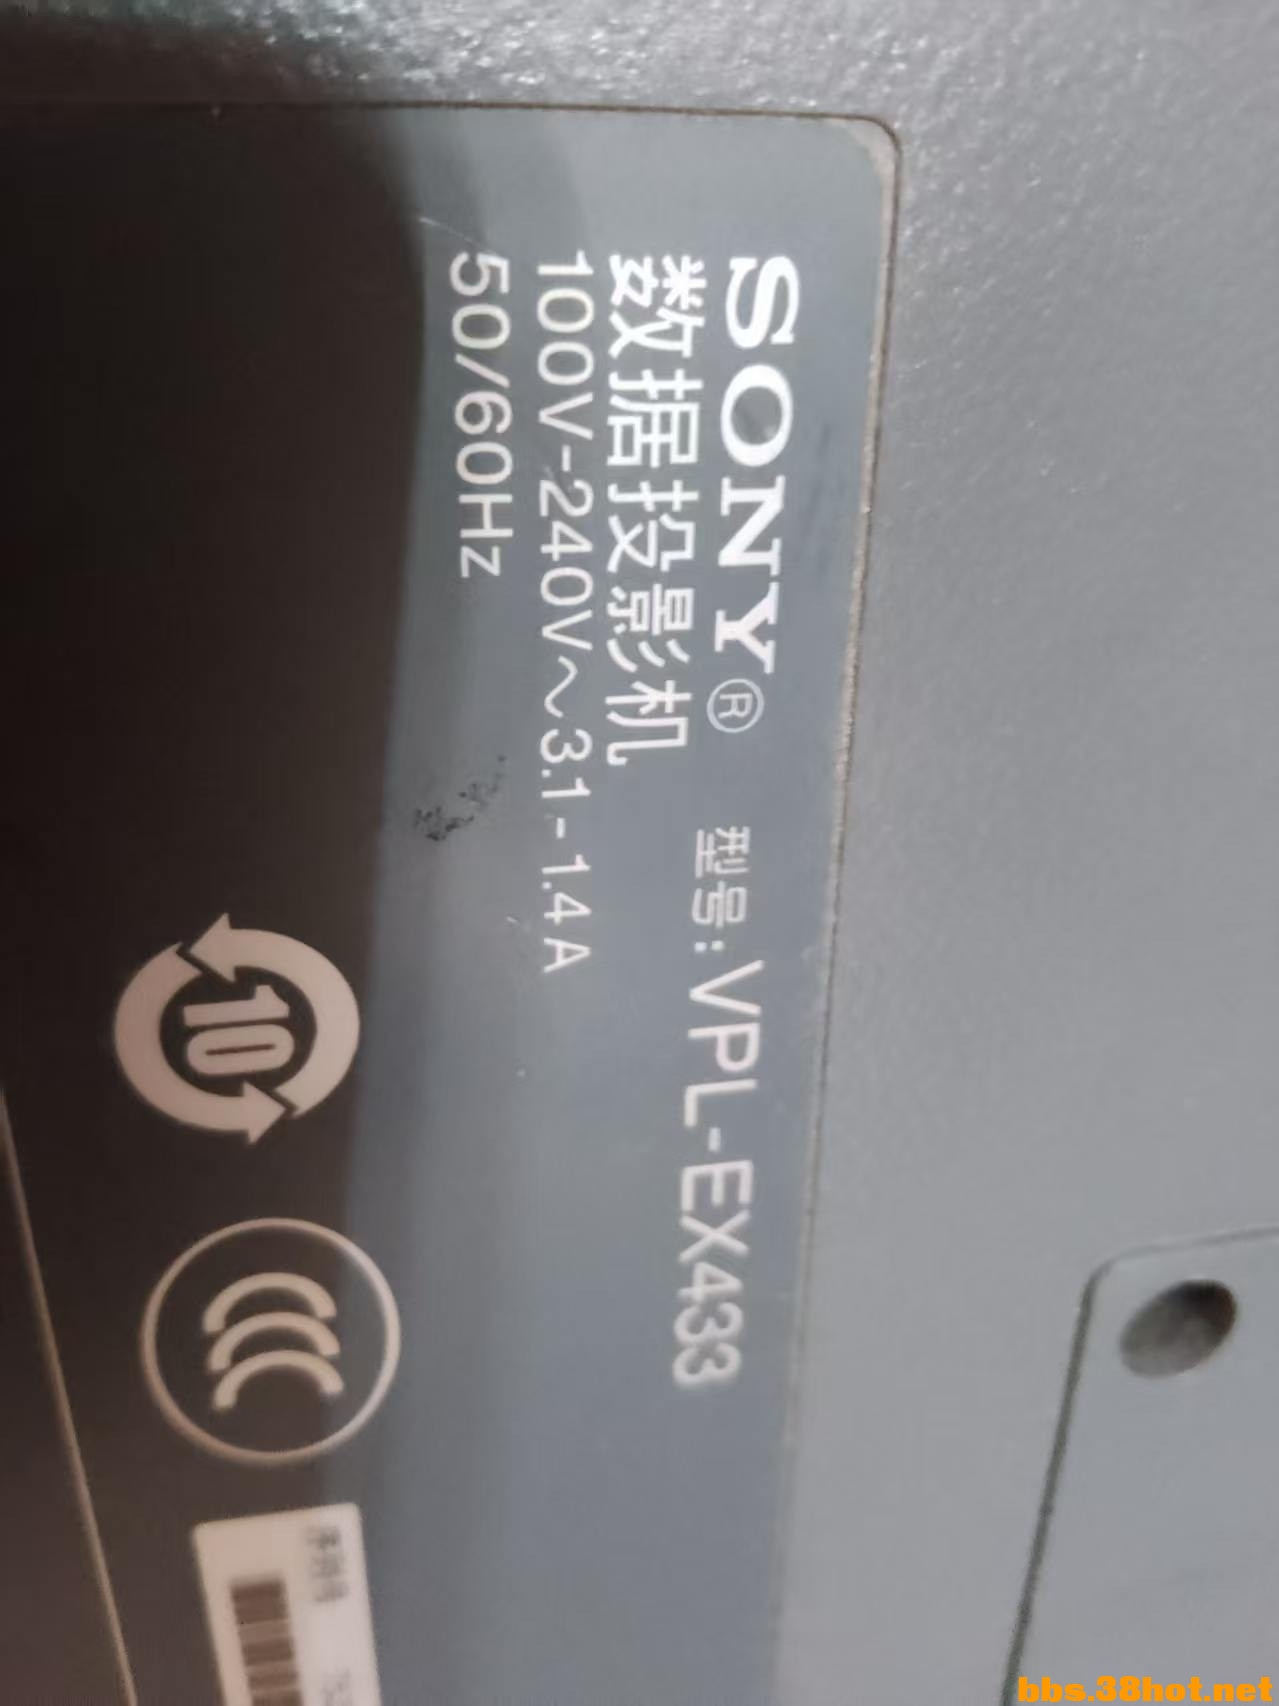 SONY® 型号: VPL-EX433
数据投影机
100V-240V~3.1-1.4A
50/60Hz
10
CCC
bbs.38hot.net